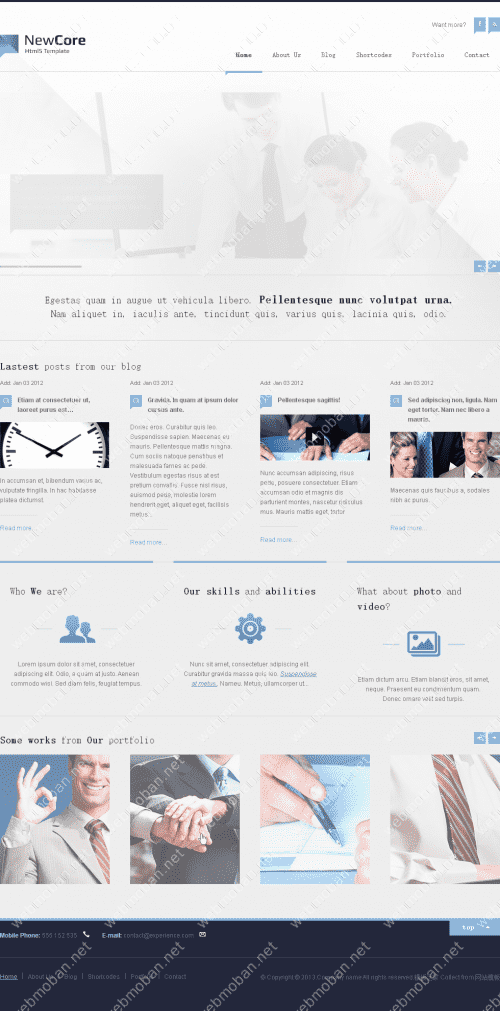 Want more?
NewCore
Html5 Template
Home About Us Blog Shortcodes Portfolio Contact
Egestas quam in augue ut vehicula libero. Pellentesque nunc volutpat urna.
Nam aliquet in, iaculis ante, tincidunt quis, varius quis, lacinia quis, odio.
Lastest posts from our blog
Add: Jan 03 2012
Etiam at consectetuer ut,
laoreet purus est...
In accumsan et, bibendum varius ac,
vulputate fringilla. In hac habitasse
platea dictumst.
Read more...
Add: Jan 03 2012
Gravida. In quam at ipsum dolor
cursus ante.
Donec eros. Curabitur quis leo.
Suspendisse sapien. Maecenas eu
mauris. Pellentesque mattis magna.
Cum sociis natoque penatibus et
malesuada fames ac pede.
Vestibulum egestas risus at est
pretium convallis. Fusce nisl risus,
euismod peus, molestie lorem
hendrerit eget, aliquet eget, facilisis
metus...
Read more...
Add: Jan 03 2012
Pellentesque sagittis!
Nunc accumsan adipiscing, risus
pede, posuere consectetuer. Etiam
accumsan odio et magnis dis
parturient montes, nascetur ridiculus
mus. Mauris mattis eget, tortor
Read more...
Add: Jan 03 2012
Sed adipiscing non, ligula. Nam
eget tortor. Nam nec libero a
mauris.
Maecenas quis faucibus a, sodales
nibh ac purus.
Read more...
Who We are?
Lorem ipsum dolor sit amet, consectetuer
adipiscing elit. Odio, a quam at justo. Aenean
commodo wisi. Sed diam felis, feugiat tempus.
Our skills and abilities
Nunc sit amet, consectetuer adipiscing elit.
Curabitur gravida massa quis leo. Suspendisse
at metus. Nam eu. Metus, ullamcorper ut...
What about photo and
video?
Etiam dictum arcu. Etiam blandit eros, sit amet,
neque. Praesent eu condimentum quam.
Donec ornare velit sed turpis.
Some works from Our portfolio
webmoban.net
webmoban.net
webmoban.net
webmoban.net
top
Mobile Phone: 556 152 535 E-mail: contact@experience.com
Home | About Us | Blog | Shortcodes | Portfolio | Contact
© Copyright © 2013.Company name All rights reserved. Collect from